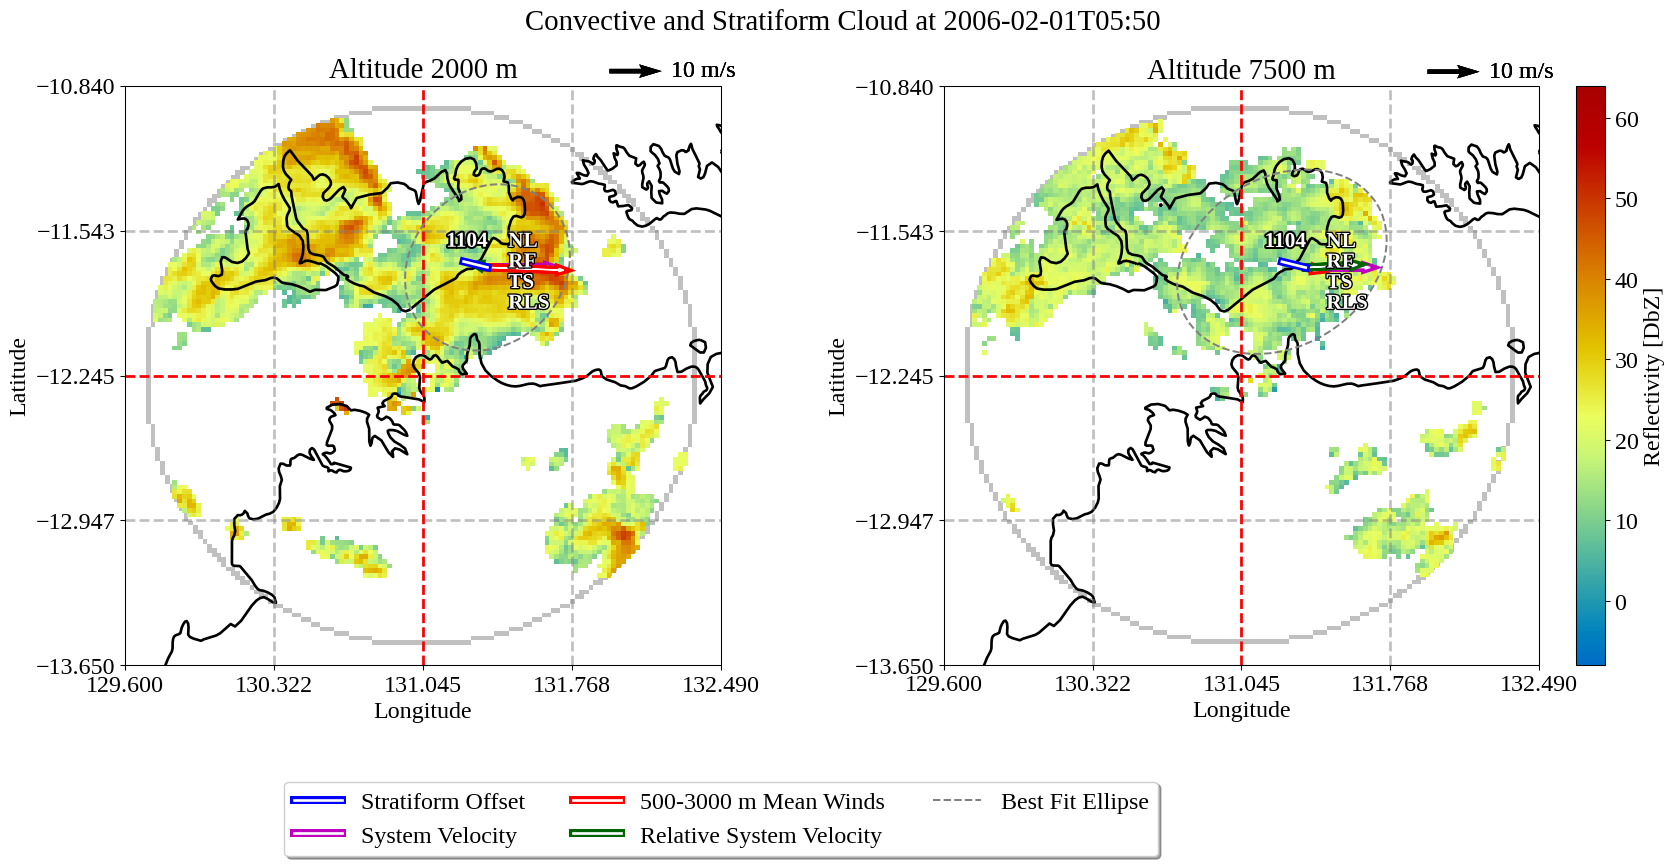 Convective and Stratiform Cloud at 2006-02-01T05:50
Altitude 2000 m
10 m/s
−10.840
−11.543
−12.245
−12.947
−13.650
129.600
130.322
131.045
131.768
132.490
Latitude
Longitude
1104
NL
RF
TS
RLS
Altitude 7500 m
10 m/s
−10.840
−11.543
−12.245
−12.947
−13.650
129.600
130.322
131.045
131.768
132.490
Latitude
Longitude
1104
NL
RF
TS
RLS
60
50
40
30
20
10
0
Reflectivity [DbZ]
Stratiform Offset
System Velocity
500-3000 m Mean Winds
Relative System Velocity
Best Fit Ellipse